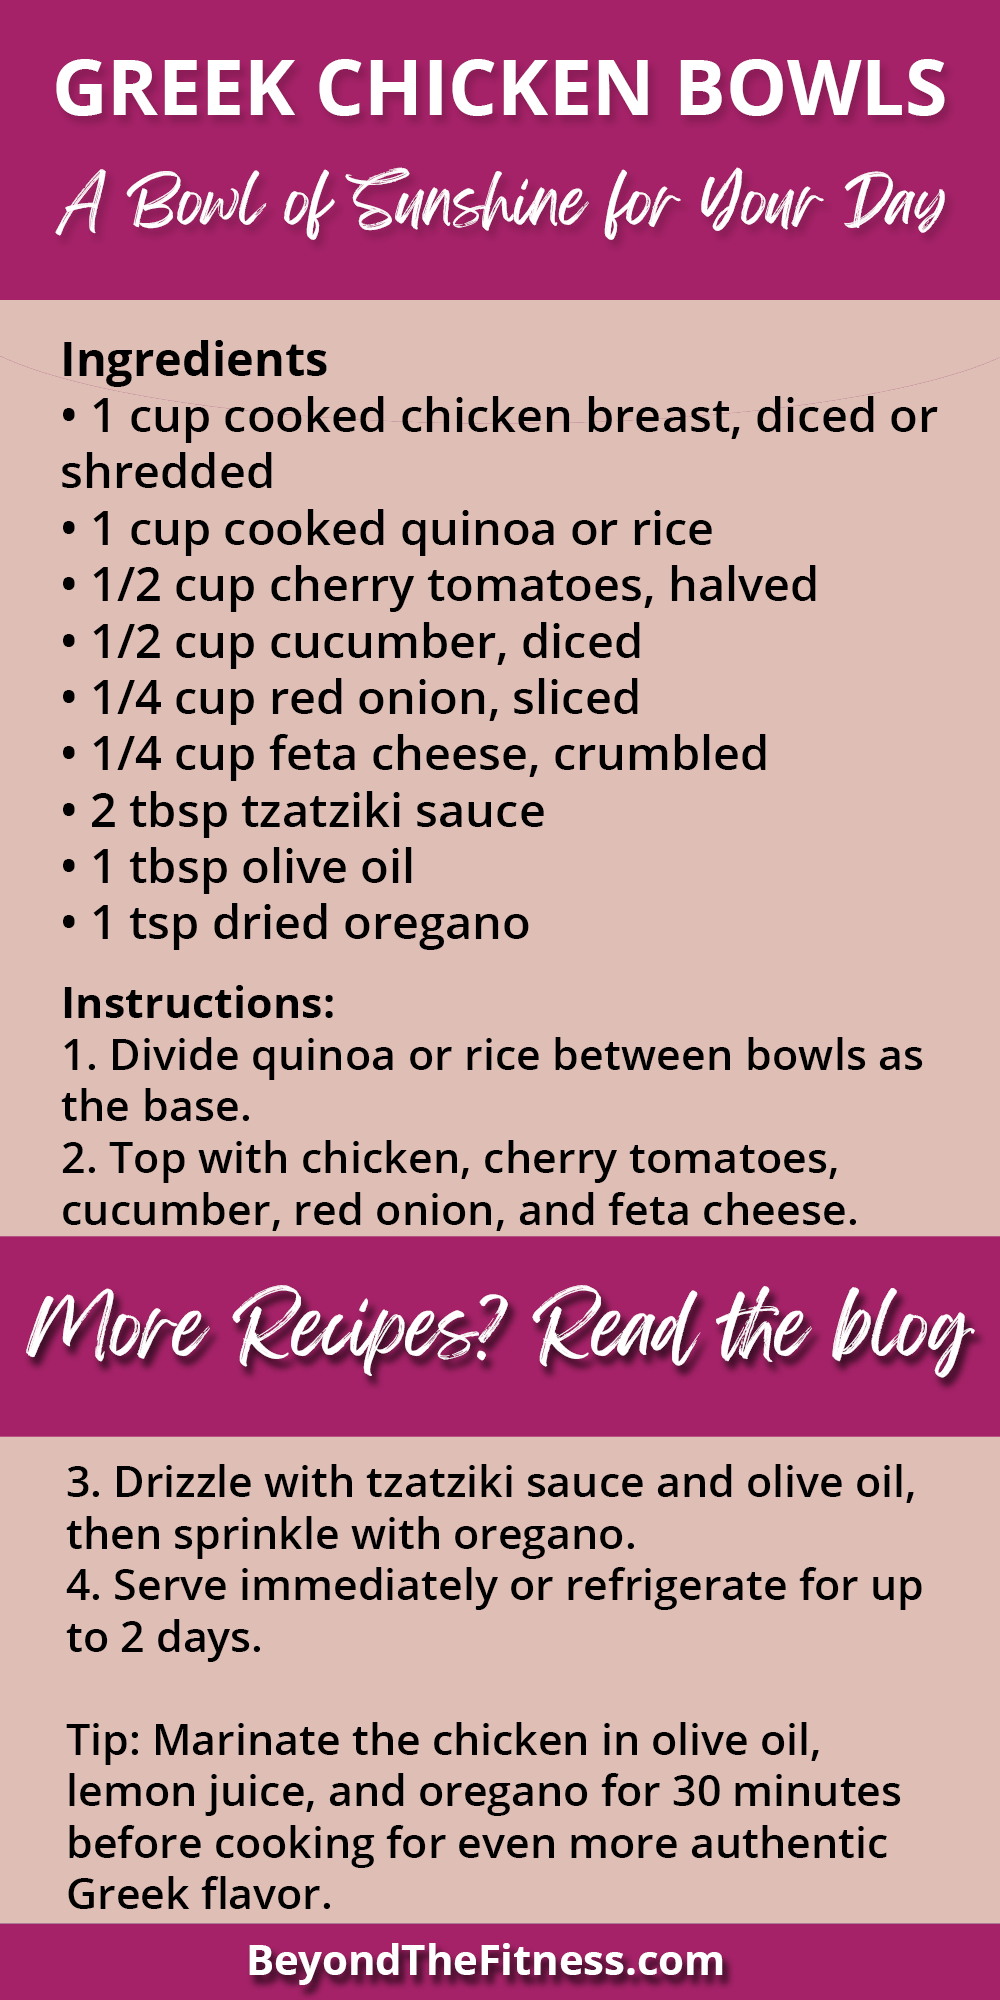 GREEK CHICKEN BOWLS
A Bowl of Sunshine for Your Day
Ingredients
• 1 cup cooked chicken breast, diced or
shredded
• 1 cup cooked quinoa or rice
• 1/2 cup cherry tomatoes, halved
• 1/2 cup cucumber, diced
• 1/4 cup red onion, sliced
• 1/4 cup feta cheese, crumbled
• 2 tbsp tzatziki sauce
• 1 tbsp olive oil
• 1 tsp dried oregano
Instructions:
1. Divide quinoa or rice between bowls as
the base.
2. Top with chicken, cherry tomatoes,
cucumber, red onion, and feta cheese.
More Recipes? Read the blog
3. Drizzle with tzatziki sauce and olive oil,
then sprinkle with oregano.
4. Serve immediately or refrigerate for up
to 2 days.
Tip: Marinate the chicken in olive oil,
lemon juice, and oregano for 30 minutes
before cooking for even more authentic
Greek flavor.
BeyondTheFitness.com